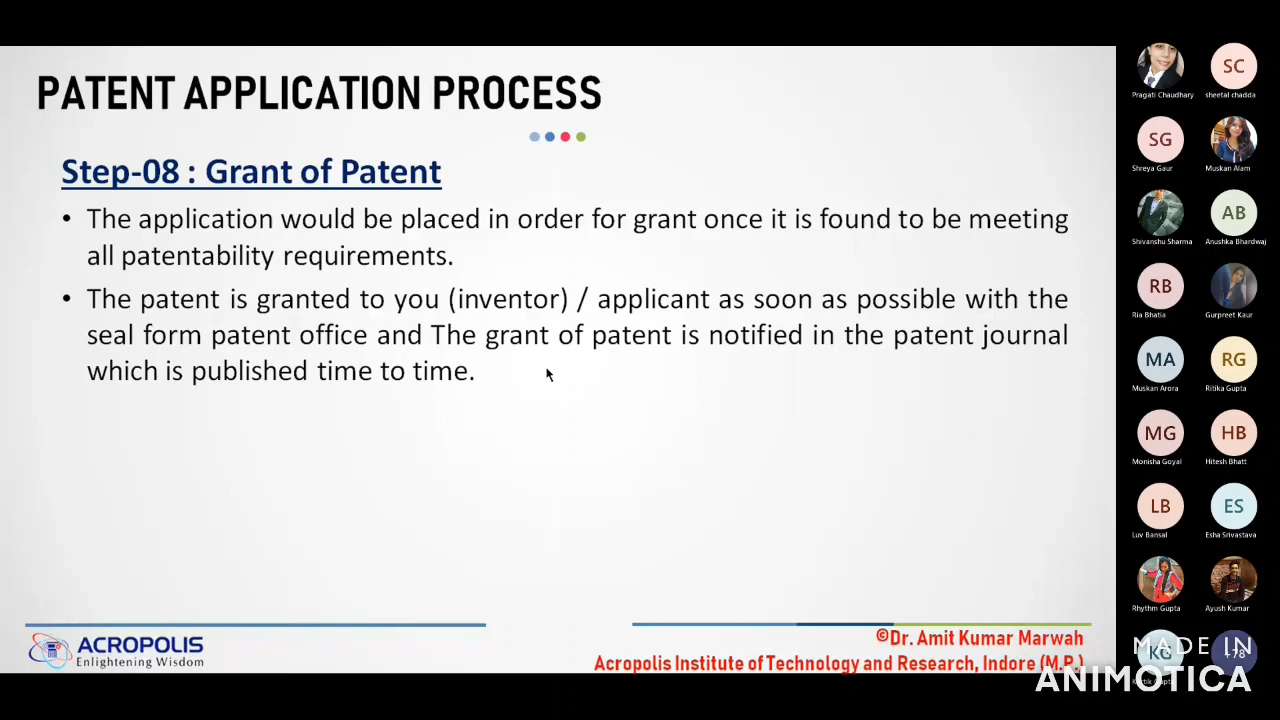 PATENT APPLICATION PROCESS
Step-08 : Grant of Patent
• The application would be placed in order for grant once it is found to be meeting
all patentability requirements.
• The patent is granted to you (inventor) / applicant as soon as possible with the
seal form patent office and The grant of patent is notified in the patent journal
which is published time to time.
ACROPOLIS
Enlightening Wisdom
©Dr. Amit Kumar Marwah
Acropolis Institute of Technology and Research, Indore (M.P.)
SC
Pragati Chaudhary
sheetal chadda
SG
Shreya Gaur
Muskan Alam
AB
Shivanshu Sharma
Anushka Bhardwaj
RB
Ria Bhatia
Gurpreet Kaur
MA
RG
Muskan Arora
Ritika Gupta
MG
HB
Monisha Goyal
Hitesh Bhatt
LB
ES
Luv Bansal
Esha Srivastava
Rhythm Gupta
Ayush Kumar
KG
+78
MADE IN
ANIMOTICA